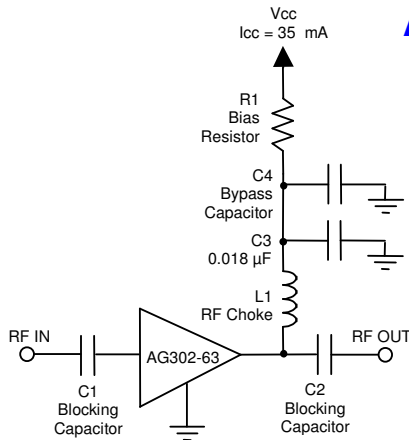 Vcc
Icc = 35 mA
R1
Bias
Resistor
C4
Bypass
Capacitor
C3
0.018 µF
L1
RF Choke
RF IN
AG302-63
RF OUT
C1
Blocking
Capacitor
C2
Blocking
Capacitor